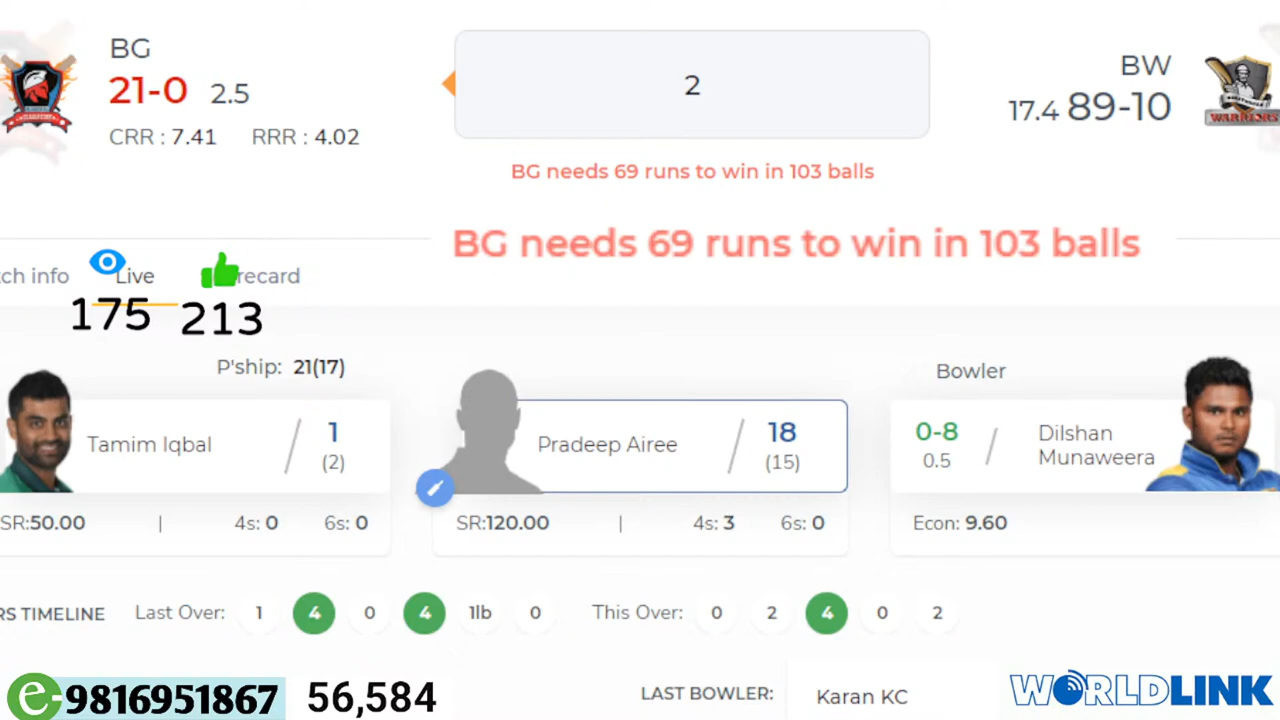 BG
21-0 2.5
CRR : 7.41 RRR : 4.02
2
BW
17.4 89-10
WARRIORS
BG needs 69 runs to win in 103 balls
BG needs 69 runs to win in 103 balls
tch info Live recard
175 213
P'ship: 21(17)
Tamim Iqbal 1
(2)
SR:50.00 | 4s: 0 6s: 0
Pradeep Airee 18
(15)
SR:120.00 | 4s: 3 6s: 0
Bowler
0-8
0.5
Dilshan
Munaweera
Econ: 9.60
RS TIMELINE Last Over: 1 4 0 4 1lb 0 This Over: 0 2 4 0 2
e-9816951867 56,584
LAST BOWLER: Karan KC
WORLDLINK